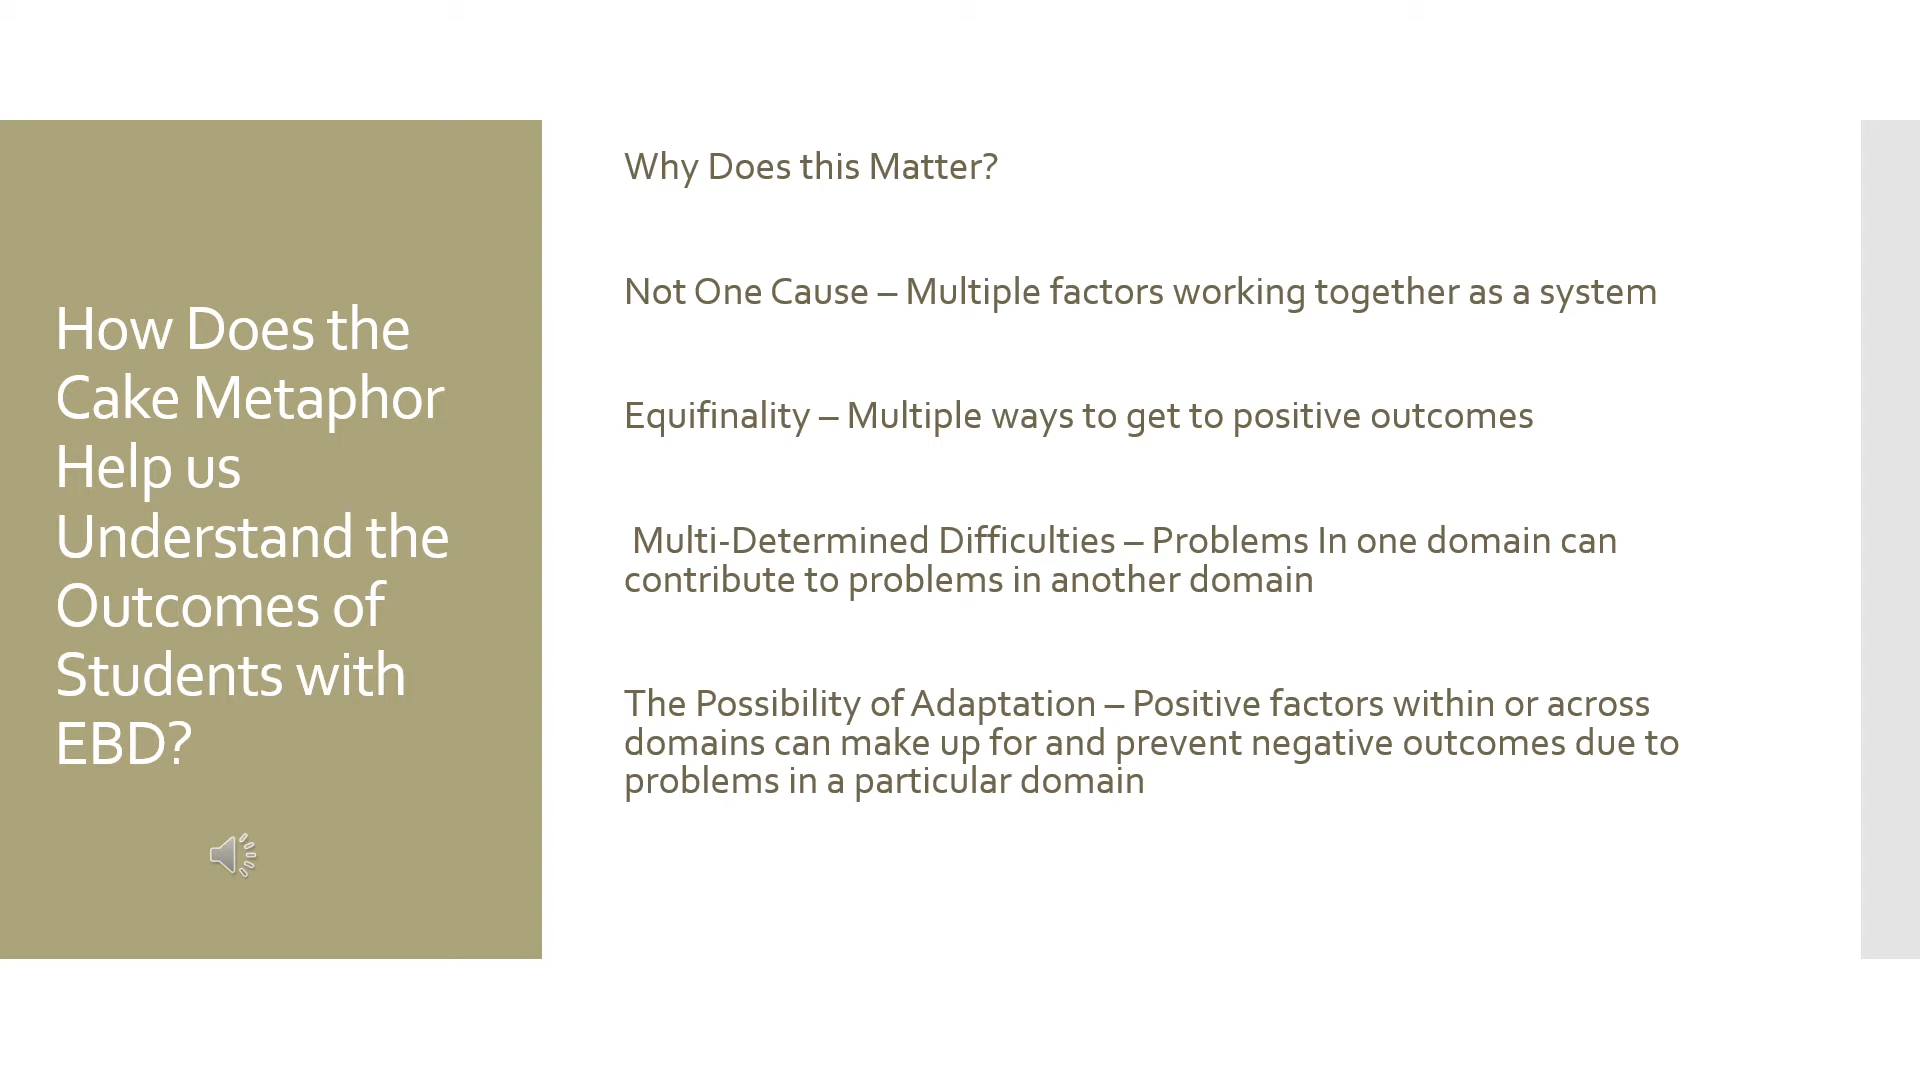 How Does the
Cake Metaphor
Help us
Understand the
Outcomes of
Students with
EBD?
Why Does this Matter?
Not One Cause – Multiple factors working together as a system
Equifinality – Multiple ways to get to positive outcomes
Multi-Determined Difficulties – Problems In one domain can
contribute to problems in another domain
The Possibility of Adaptation – Positive factors within or across
domains can make up for and prevent negative outcomes due to
problems in a particular domain